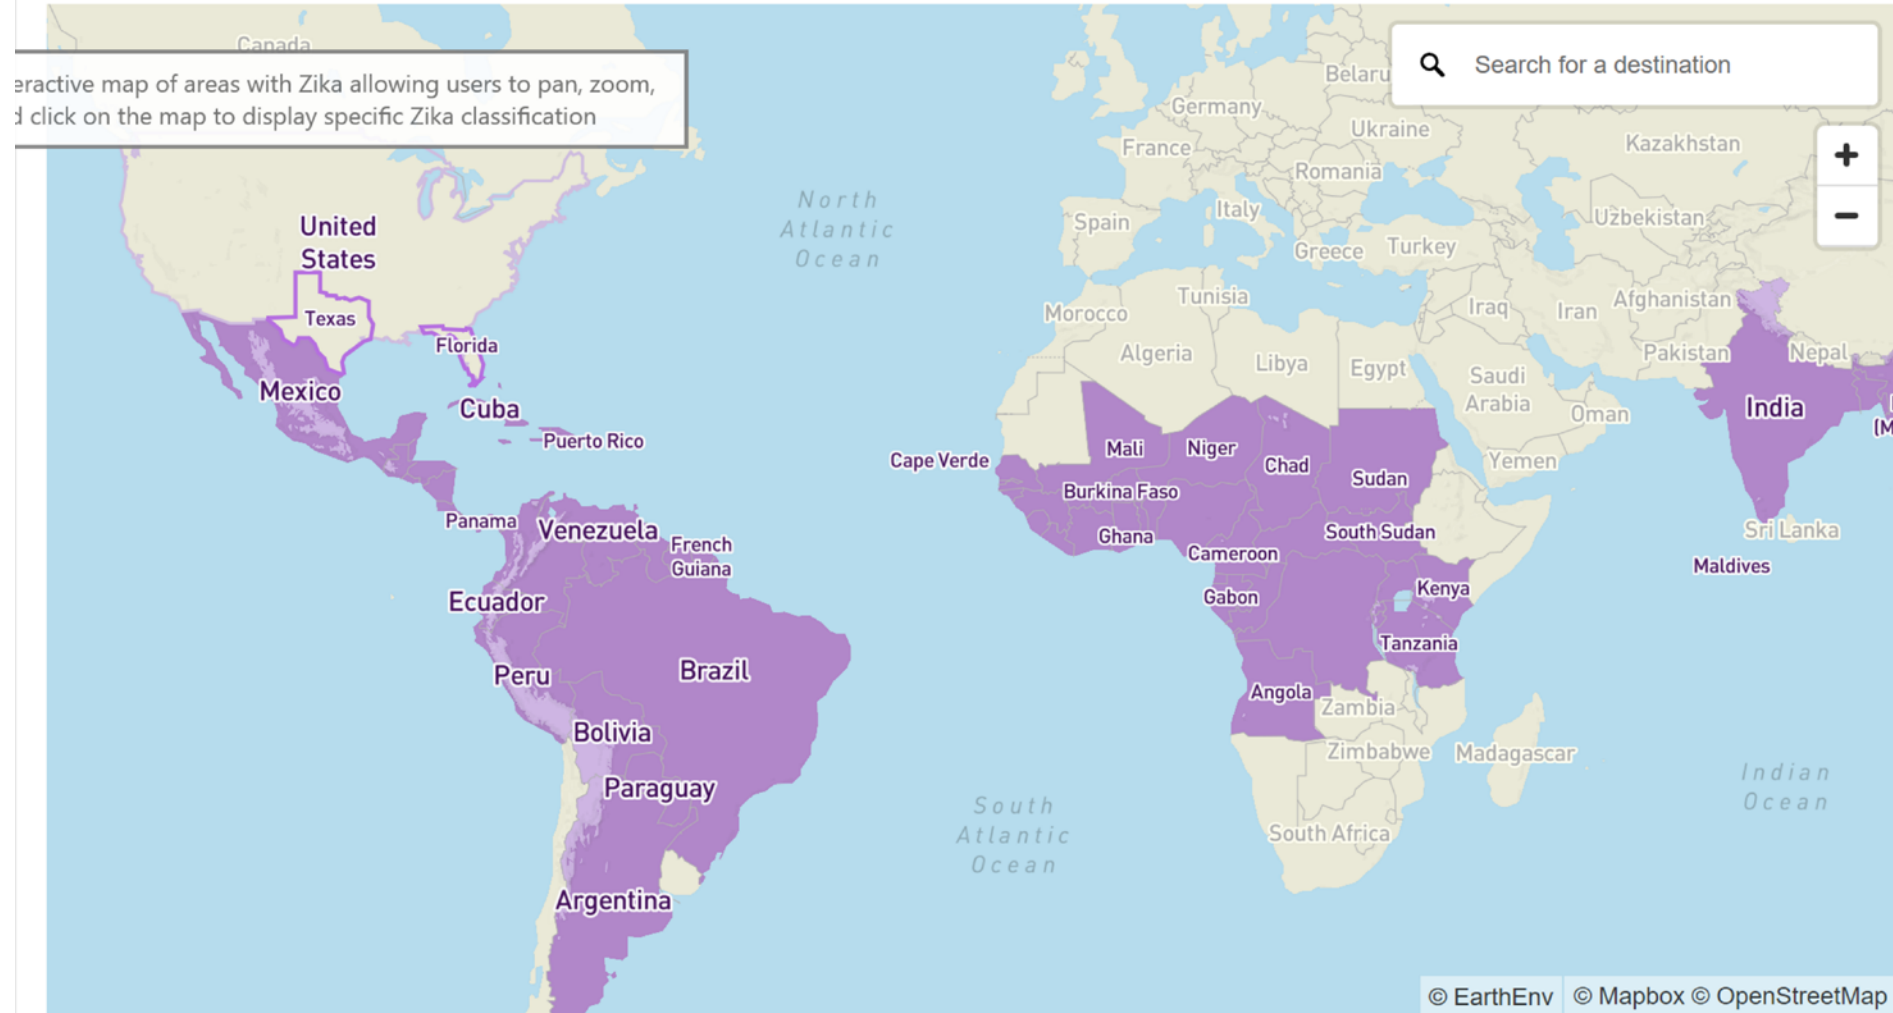 Canada
eractive map of areas with Zika allowing users to pan, zoom,
d click on the map to display specific Zika classification
Search for a destination
+
−
United
States
Texas
Florida
Mexico
Cuba
Puerto Rico
Panama
Venezuela
French
Guiana
Ecuador
Peru
Brazil
Bolivia
Paraguay
Argentina
North
Atlantic
Ocean
South
Atlantic
Ocean
Belaru
Germany
Ukraine
France
Romania
Kazakhstan
Spain
Italy
Greece
Turkey
Uzbekistan
Morocco
Tunisia
Algeria
Libya
Egypt
Iraq
Iran
Afghanistan
Pakistan
Nepal
Saudi
Arabia
Oman
Yemen
India
(M
Sri Lanka
Maldives
Cape Verde
Mali
Niger
Chad
Sudan
Burkina Faso
Ghana
South Sudan
Cameroon
Gabon
Kenya
Tanzania
Angola
Zambia
Zimbabwe
Madagascar
South Africa
Indian
Ocean
© EarthEnv
© Mapbox © OpenStreetMap